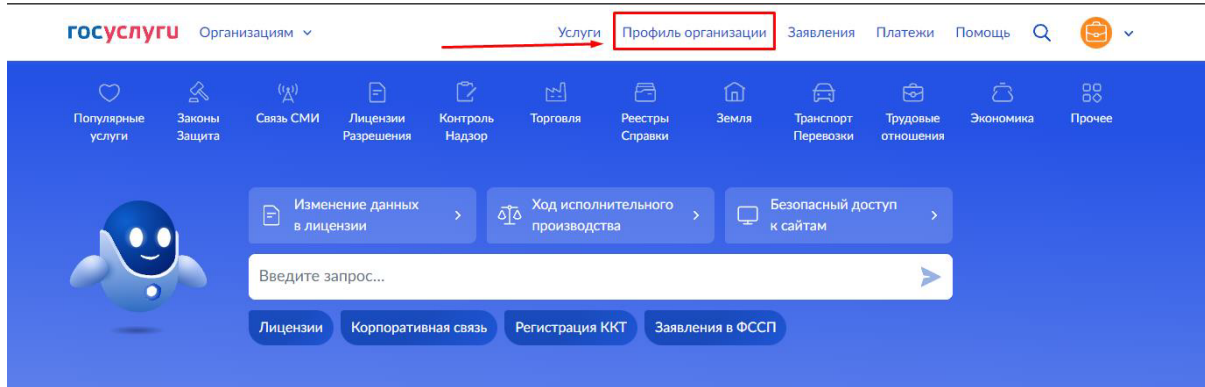 госуслуги Организациям Услуги Профиль организации Заявления Платежи Помощь
Популярные Законы Связь СМИ Лицензии Контроль Торговля Реестры Земля Транспорт Трудовые Экономика Прочее
услуги Защита Разрешения Надзор Справки Перевозки отношения
Изменение данных
в лицензии
Ход исполнительного
производства
Безопасный доступ
к сайтам
Введите запрос...
Лицензии Корпоративная связь Регистрация ККТ Заявления в ФССП